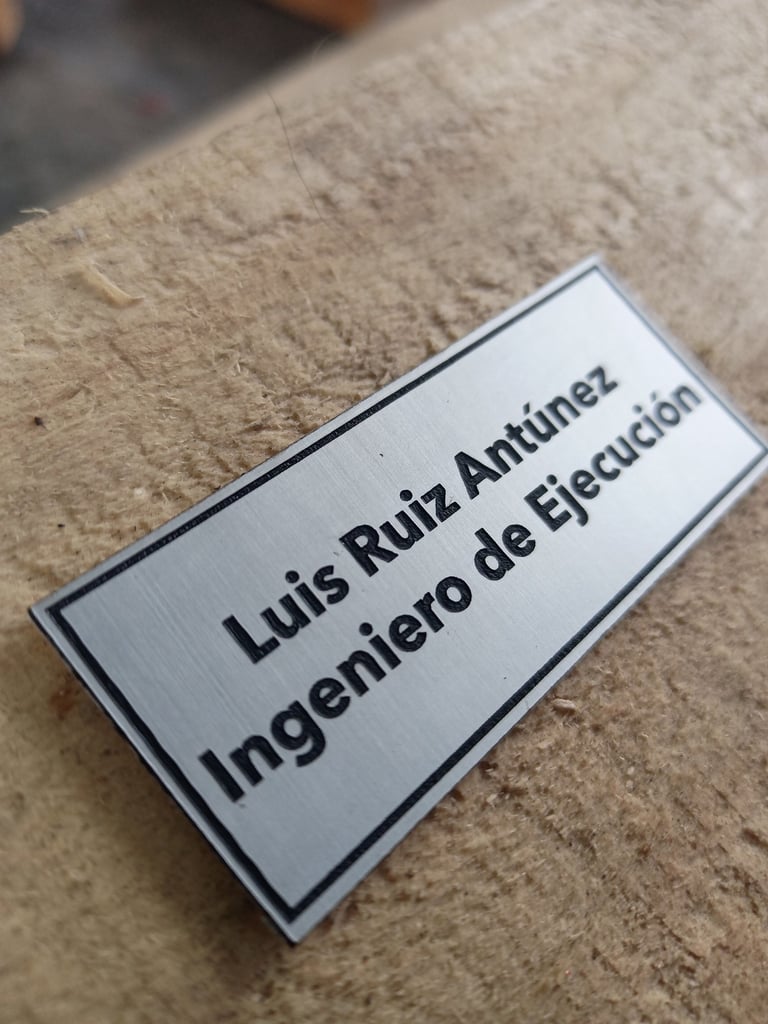 Luis Ruiz Antúnez
Ingeniero de Ejecución